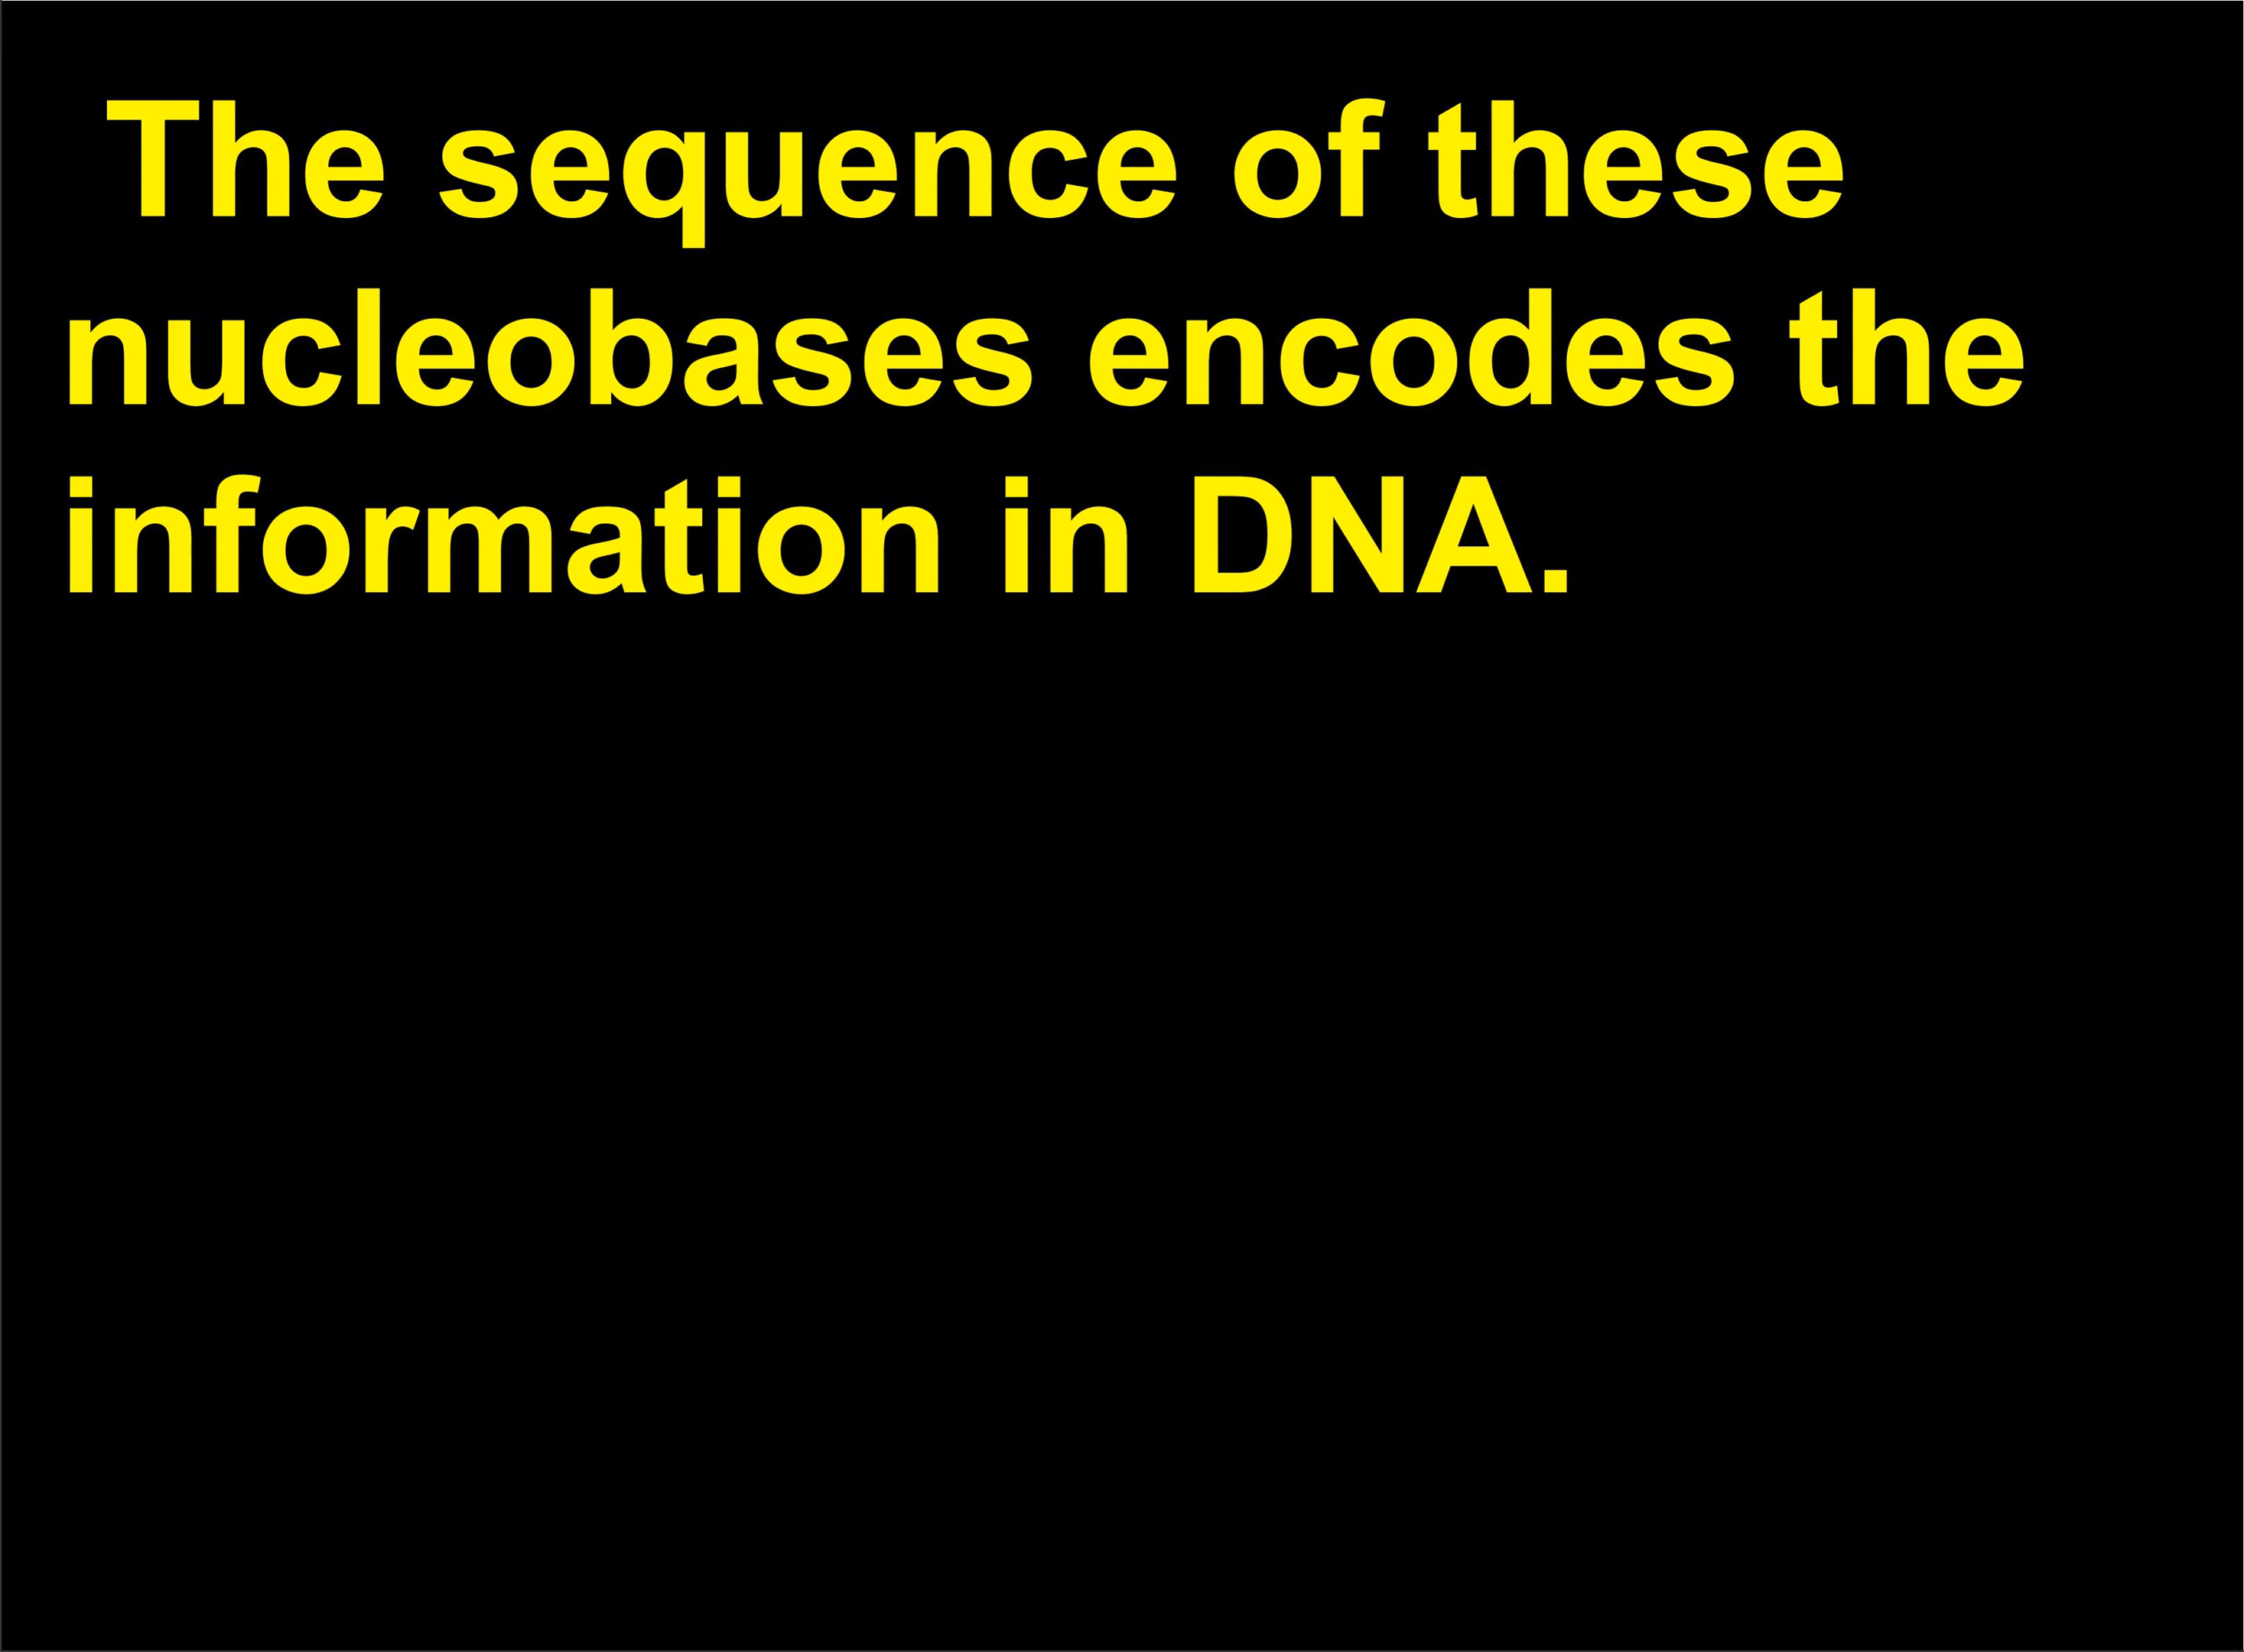 The sequence of these
nucleobases encodes the
information in DNA.